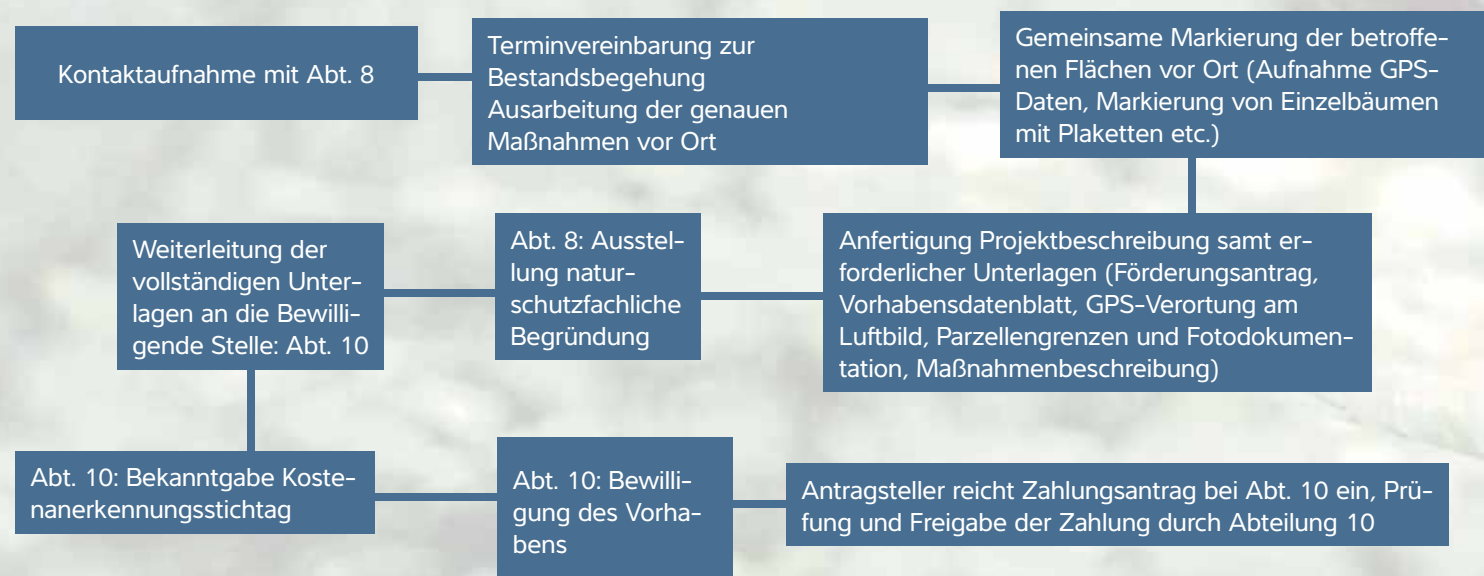 Kontaktaufnahme mit Abt. 8
Terminvereinbarung zur
Bestandsbegehung
Ausarbeitung der genauen
Maßnahmen vor Ort
Gemeinsame Markierung der betroffe-
nen Flächen vor Ort (Aufnahme GPS-
Daten, Markierung von Einzelbäumen
mit Plaketten etc.)
Anfertigung Projektbeschreibung samt er-
forderlicher Unterlagen (Förderungsantrag,
Vorhabensdatenblatt, GPS-Verortung am
Luftbild, Parzellengrenzen und Fotodokumen-
tation, Maßnahmenbeschreibung)
Abt. 8: Ausstel-
lung natur-
schutzfachliche
Begründung
Weiterleitung der
vollständigen Unter-
lagen an die Bewilli-
gende Stelle: Abt. 10
Abt. 10: Bekanntgabe Koste-
nanerkennungsstichtag
Abt. 10: Bewilli-
gung des Vorha-
bens
Antragsteller reicht Zahlungsantrag bei Abt. 10 ein, Prü-
fung und Freigabe der Zahlung durch Abteilung 10